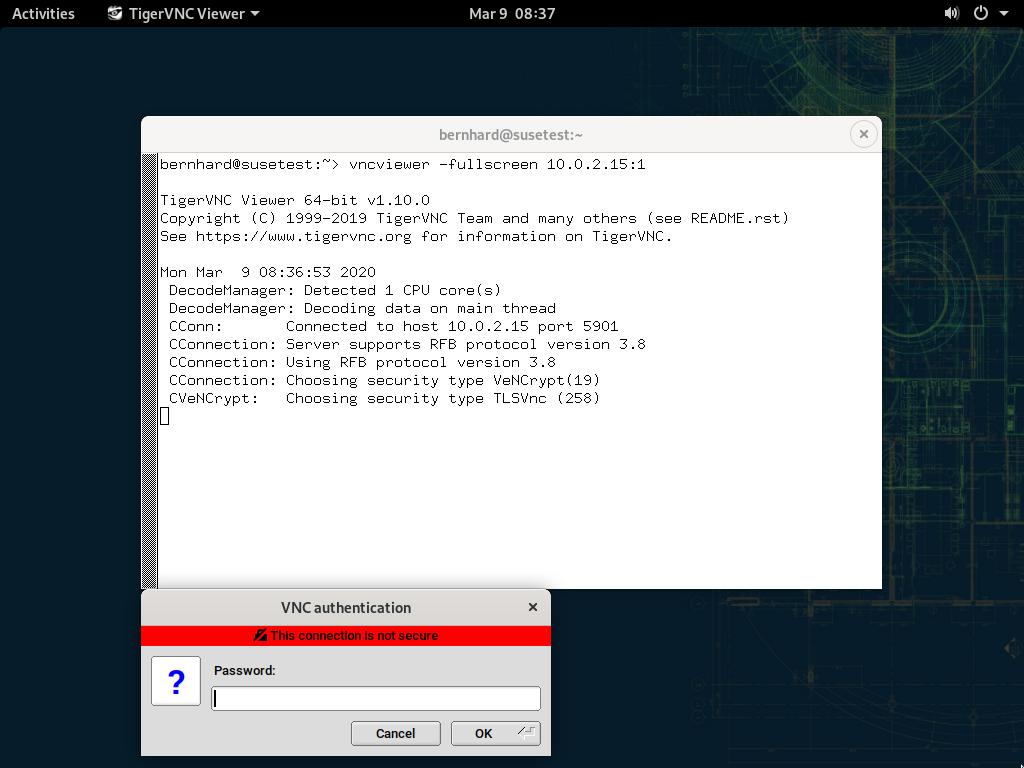 Activities TigerVNC Viewer Mar 9 08:37
bernhard@susetest:~
bernhard@susetest:~> vncviewer -fullscreen 10.0.2.15:1
TigerVNC Viewer 64-bit v1.10.0
Copyright (C) 1999-2019 TigerVNC Team and many others (see README.rst)
See https://www.tigervnc.org for information on TigerVNC.
Mon Mar  9 08:36:53 2020
DecodeManager: Detected 1 CPU core(s)
DecodeManager: Decoding data on main thread
CConn:       Connected to host 10.0.2.15 port 5901
CConnection: Server supports RFB protocol version 3.8
CConnection: Using RFB protocol version 3.8
CConnection: Choosing security type VeNCrypt(19)
CVeNCrypt:   Choosing security type TLSVnc (258)
VNC authentication
This connection is not secure
?
Password:
Cancel OK